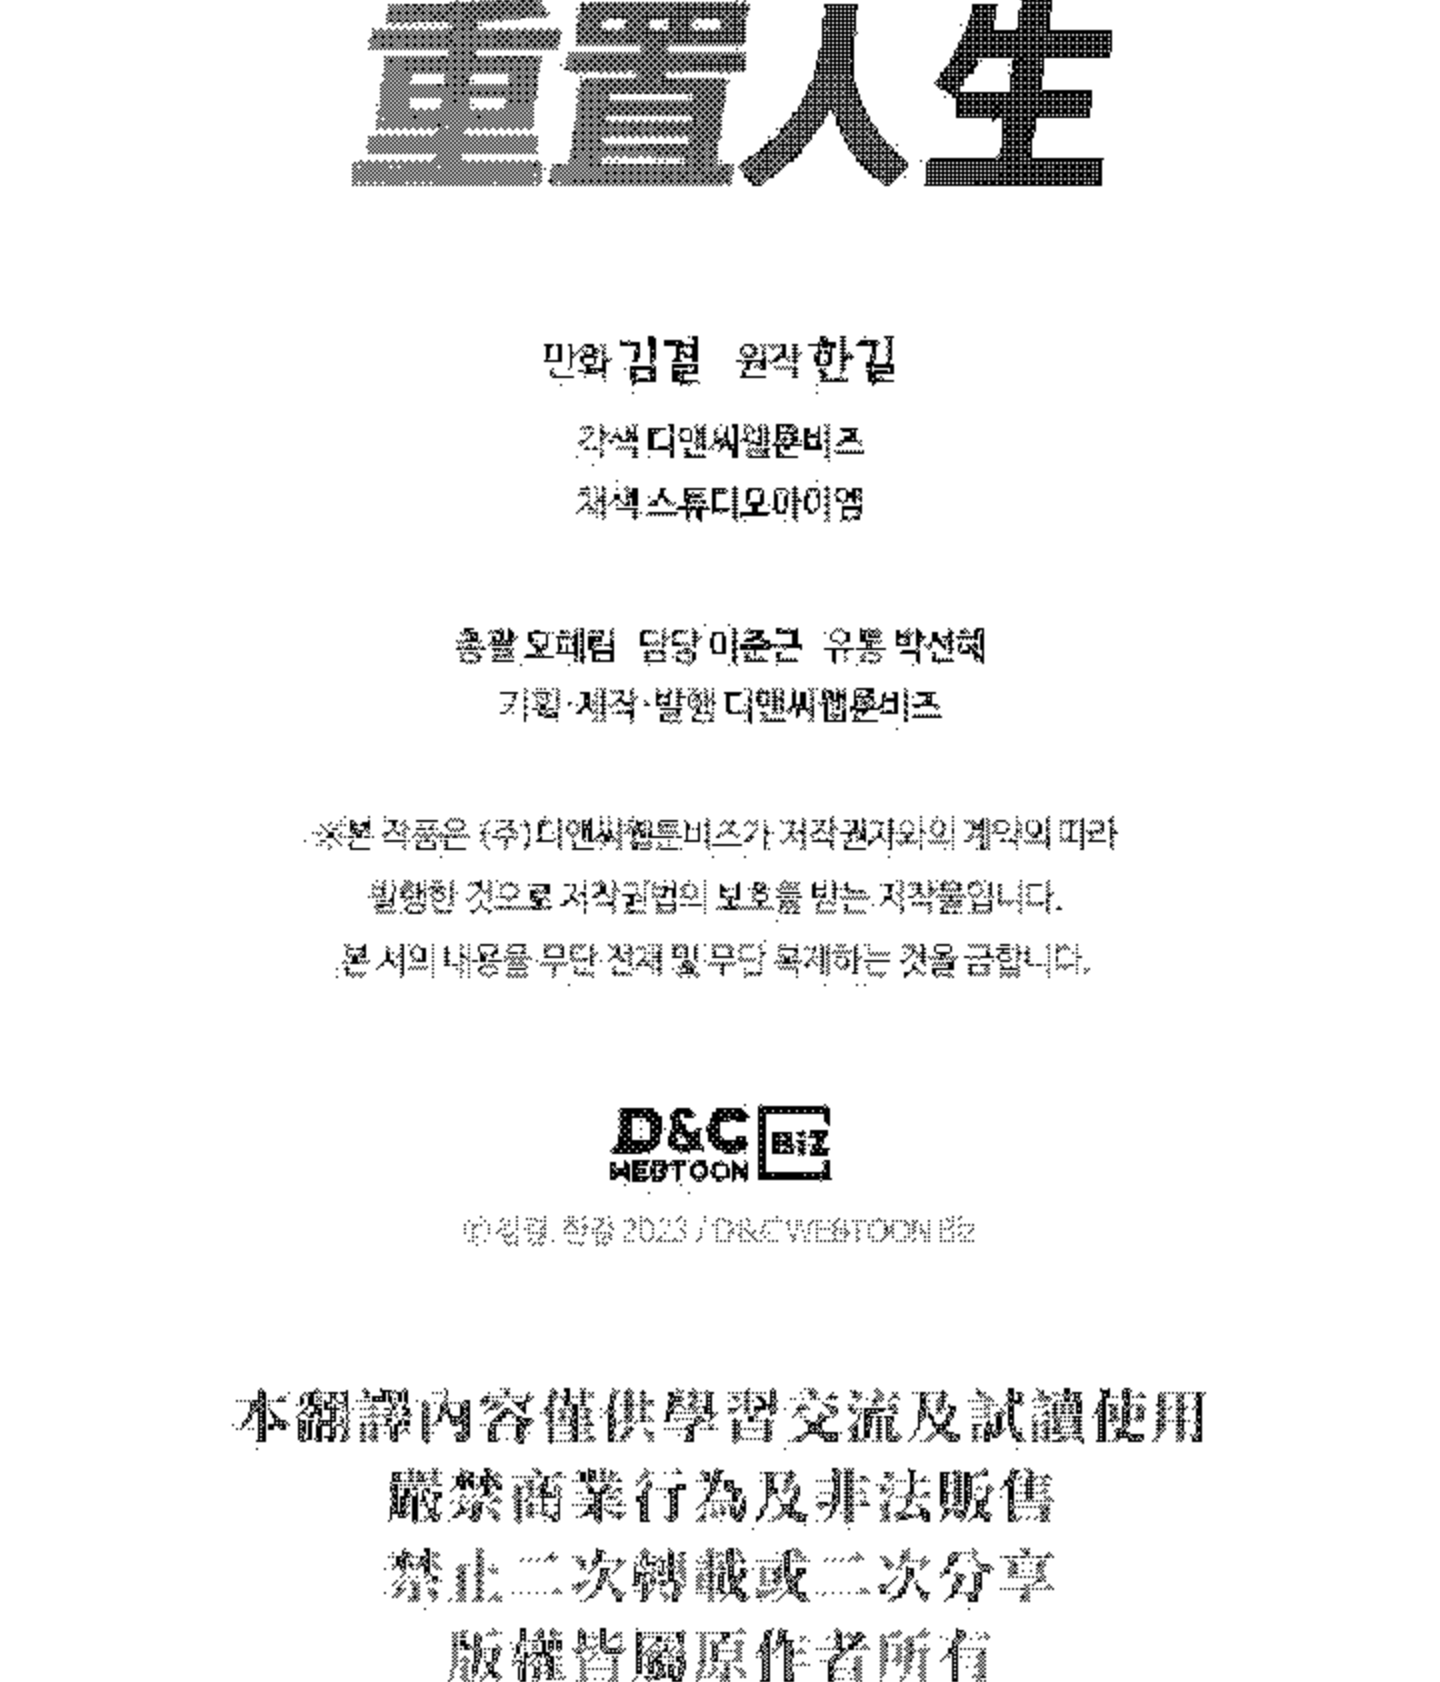 重置人生
만화 김결 원작 한길
각색 디앤씨웹툰비즈
채색 스튜디오아이엠
총괄 오혜림 담당 이준근 유통 박선혜
기획·제작·발행 디앤씨웹툰비즈
※본 작품은 (주)디앤씨웹툰비즈가 저작권자와의 계약에 따라
발행한 것으로 저작권법의 보호를 받는 저작물입니다.
본 서의 내용을 무단 전재 및 무단 복제하는 것을 금합니다.
D&C
WEBTOON
BiZ
© 2023 / D&C WEBTOON Biz
本翻譯內容僅供學習交流及試讀使用
嚴禁商業行為及非法販售
禁止二次轉載或二次分享
版權皆屬原作者所有